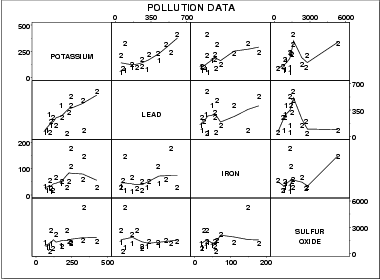 POLLUTION DATA
0 350 700
0 3000 6000
500
250
0
POTASSIUM
LEAD
700
350
0
200
100
0
IRON
SULFUR
OXIDE
6000
3000
0
0 250 500
0 100 200